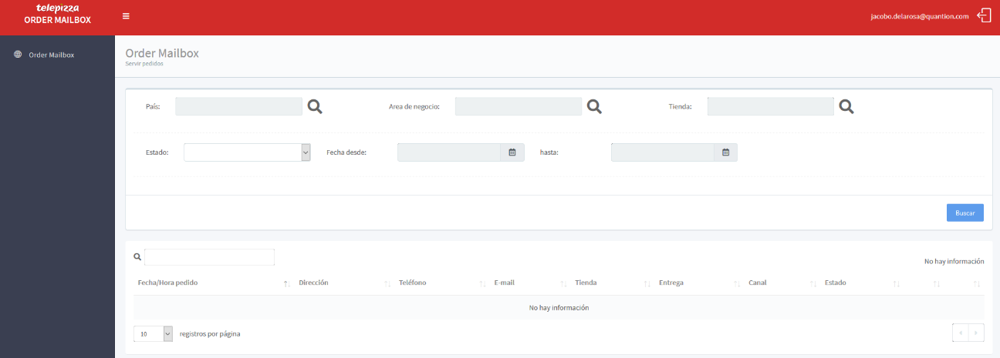 telepizza
ORDER MAILBOX
jacobo.delarosa@quantion.com
Order Mailbox
Order Mailbox
Servir pedidos
País:
Area de negocio:
Tienda:
Estado:
Fecha desde:
hasta:
Buscar
No hay información
Fecha/Hora pedido
Dirección
Teléfono
E-mail
Tienda
Entrega
Canal
Estado
No hay información
10
registros por página